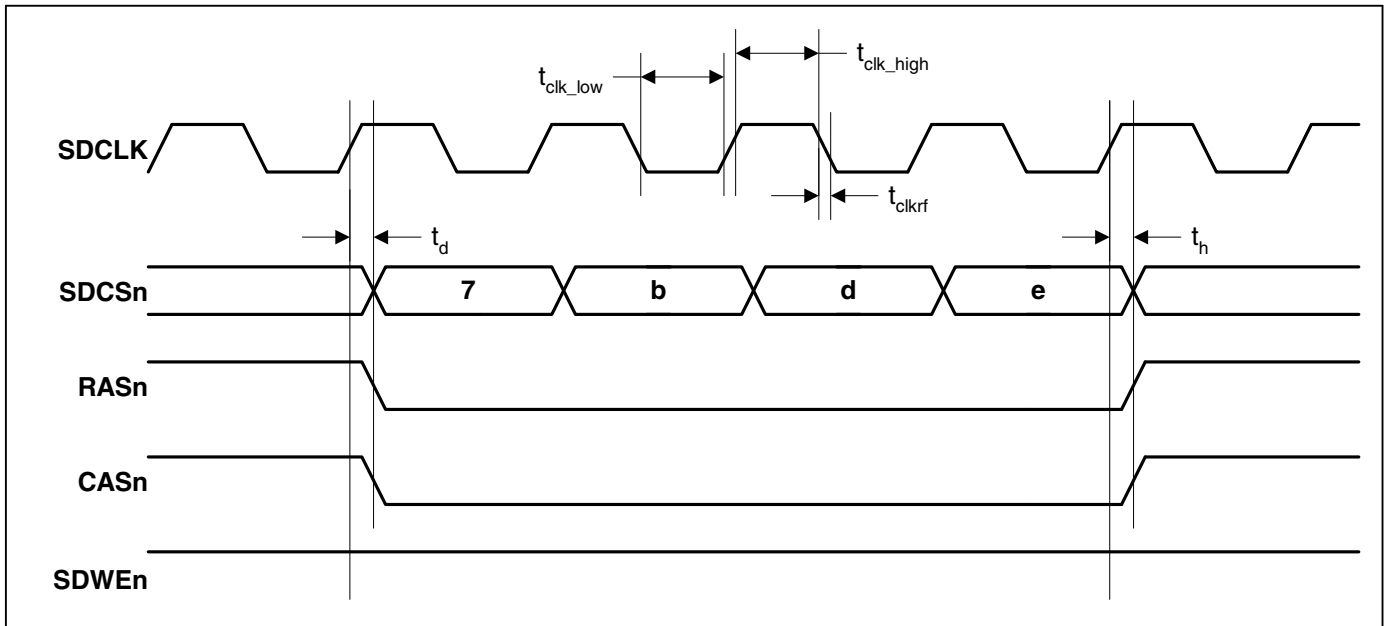 t_clk_low
t_clk_high
SDCLK
t_clkrf
t_d
t_h
SDCSn
7 b d e
RASn
CASn
SDWEn